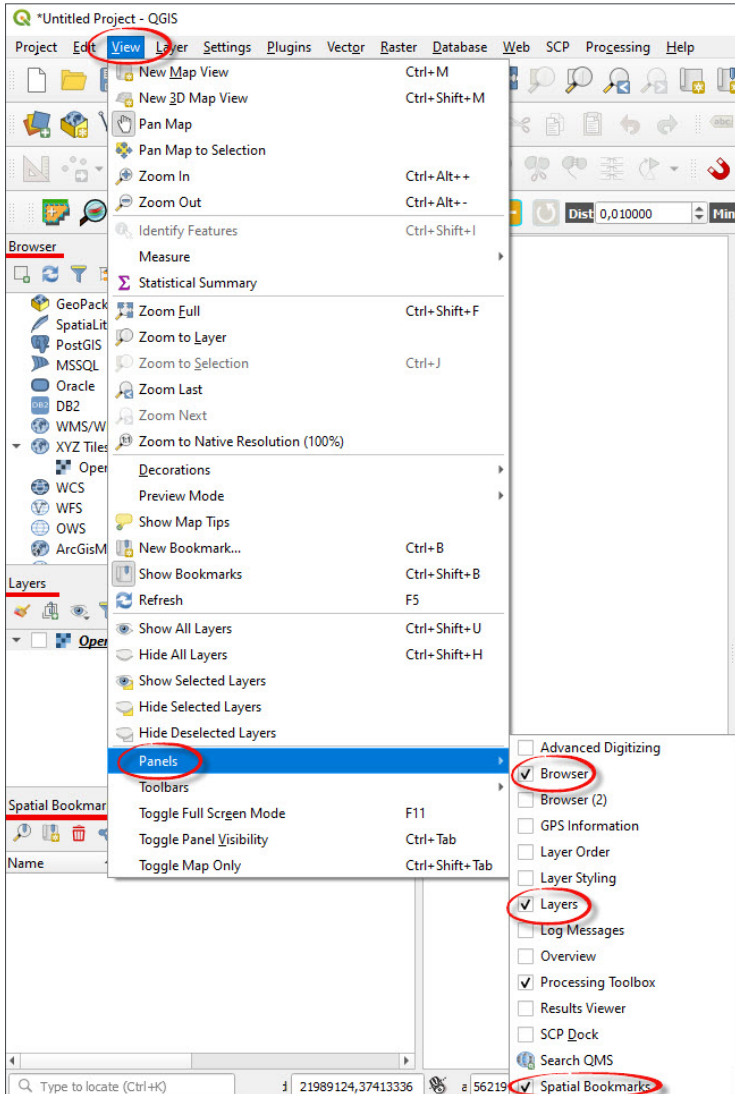 *Untitled Project - QGIS
Project Edit View Layer Settings Plugins Vector Raster Database Web SCP Processing Help
New Map View Ctrl+M
New 3D Map View Ctrl+Shift+M
Pan Map
Pan Map to Selection
Zoom In Ctrl+Alt++
Zoom Out Ctrl+Alt+-
Dist 0,010000 Min
Identify Features Ctrl+Shift+I
Browser
Measure
Statistical Summary
GeoPack
Zoom Full Ctrl+Shift+F
SpatiaLit
Zoom to Layer
PostGIS
MSSQL
Zoom to Selection Ctrl+J
Oracle
Zoom Last
DB2
Zoom Next
WMS/W
XYZ Tiles
Zoom to Native Resolution (100%)
Oper
Decorations
WCS
Preview Mode
WFS
Show Map Tips
OWS
ArcGisM
New Bookmark... Ctrl+B
Show Bookmarks Ctrl+Shift+B
Layers
Refresh F5
Show All Layers Ctrl+Shift+U
Oper
Hide All Layers Ctrl+Shift+H
Show Selected Layers
Hide Selected Layers
Hide Deselected Layers
Panels
Toolbars
Spatial Bookmar
Toggle Full Screen Mode F11
Toggle Panel Visibility Ctrl+Tab
Name
Toggle Map Only Ctrl+Shift+Tab
Advanced Digitizing
Browser
Browser (2)
GPS Information
Layer Order
Layer Styling
Layers
Log Messages
Overview
Processing Toolbox
Results Viewer
SCP Dock
Search QMS
Spatial Bookmarks
Type to locate (Ctrl+K) 21989124,37413336 56219